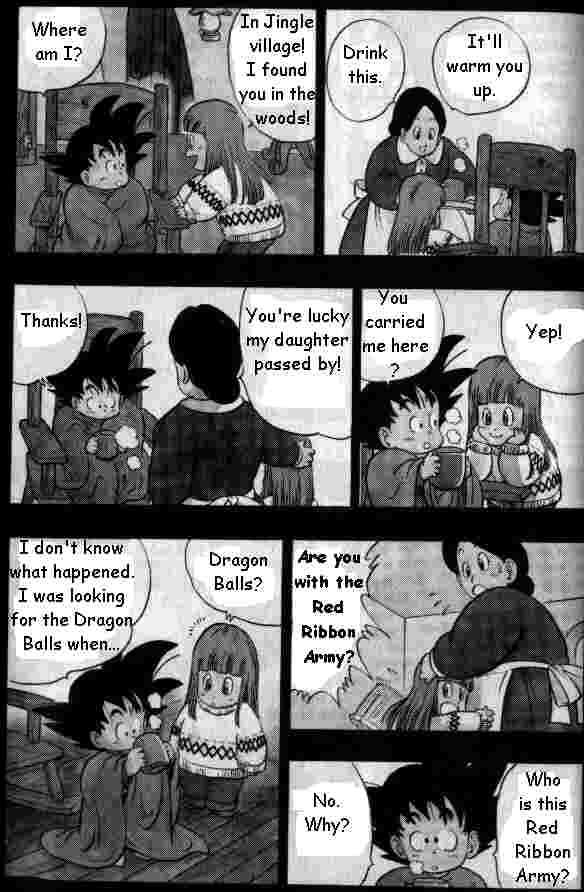 Where
am I?
In Jingle
village!
I found
you in the
woods!
Drink
this.
It'll
warm you
up.
Thanks!
You're lucky
my daughter
passed by!
You
carried
me here
?
Yep!
I don't know
what happened.
I was looking
for the Dragon
Balls when...
Dragon
Balls?
Are you
with the
Red
Ribbon
Army?
No.
Why?
Who
is this
Red
Ribbon
Army?